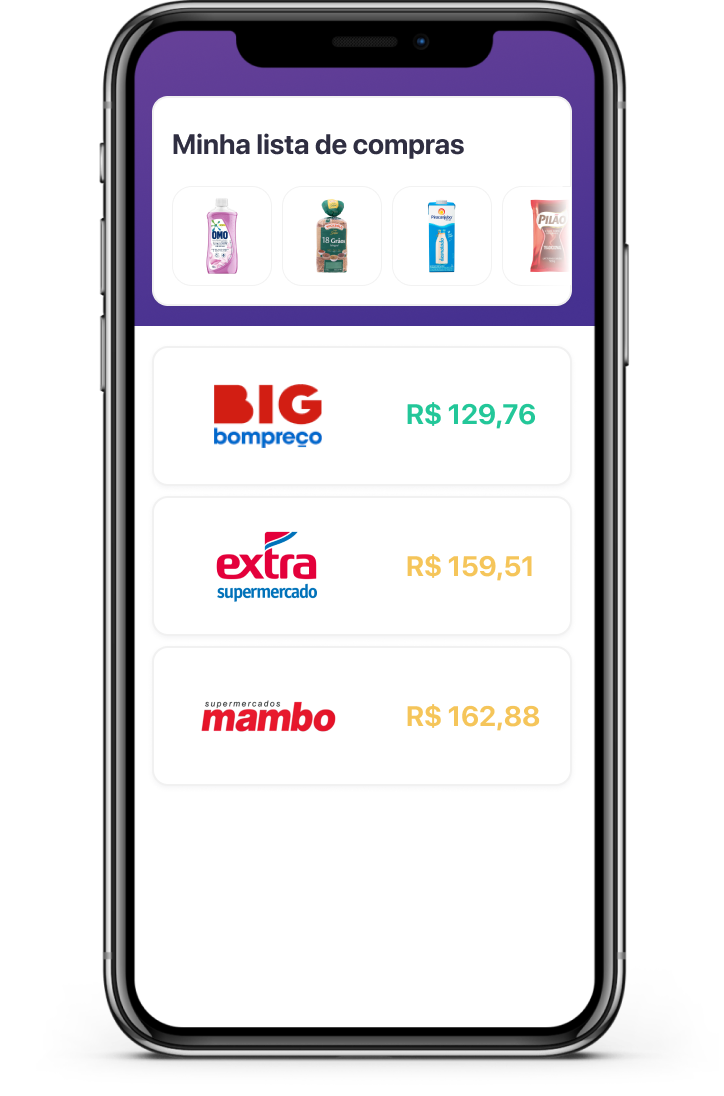 Minha lista de compras
OMO
18 Grãos
Piracanjuba
PILÃO
BIG
bompreço
R$ 129,76
extra
supermercado
R$ 159,51
supermercados
mambo
R$ 162,88